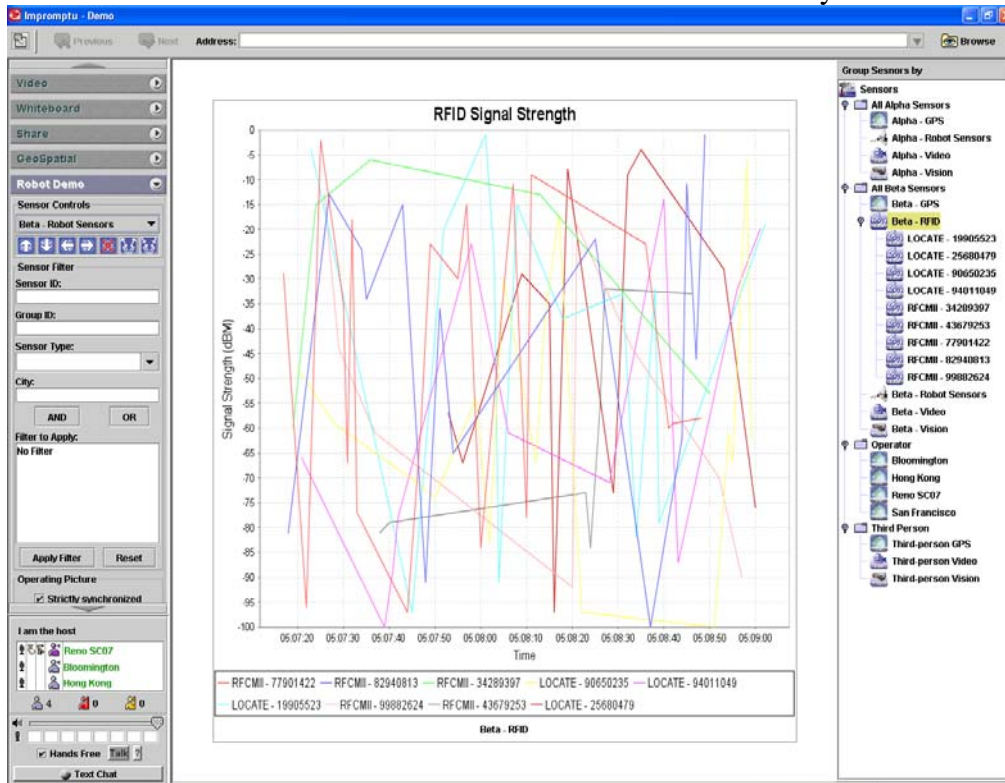 Impromptu - Demo
Previous Next Address: Browse
Video
Whiteboard
Share
GeoSpatial
Robot Demo
Sensor Controls
Beta - Robot Sensors
Sensor Filter
Sensor ID:
Group ID:
Sensor Type:
City:
AND OR
Filter to Apply:
No Filter
Apply Filter Reset
Operating Picture
Strictly synchronized
I am the host
Reno SC07
Bloomington
Hong Kong
4 0 0
Hands Free Talk ?
Text Chat
RFID Signal Strength
Signal Strength (dBM)
0
-5
-10
-15
-20
-25
-30
-35
-40
-45
-50
-55
-60
-65
-70
-75
-80
-85
-90
-95
-100
05:07:20 05:07:30 05:07:40 05:07:50 05:08:00 05:08:10 05:08:20 05:08:30 05:08:40 05:08:50 05:09:00
Time
RFCMII - 77901422 RFCMII - 82940813 RFCMII - 34289397 LOCATE - 90650235 LOCATE - 94011049
LOCATE - 19905523 RFCMII - 99882624 RFCMII - 43679253 LOCATE - 25680479
Beta - RFID
Group Sesnors by
Sensors
All Alpha Sensors
Alpha - GPS
Alpha - Robot Sensors
Alpha - Video
Alpha - Vision
All Beta Sensors
Beta - GPS
Beta - RFID
LOCATE - 19905523
LOCATE - 25680479
LOCATE - 90650235
LOCATE - 94011049
RFCMII - 34289397
RFCMII - 43679253
RFCMII - 77901422
RFCMII - 82940813
RFCMII - 99882624
Beta - Robot Sensors
Beta - Video
Beta - Vision
Operator
Bloomington
Hong Kong
Reno SC07
San Francisco
Third Person
Third-person GPS
Third-person Video
Third-person Vision